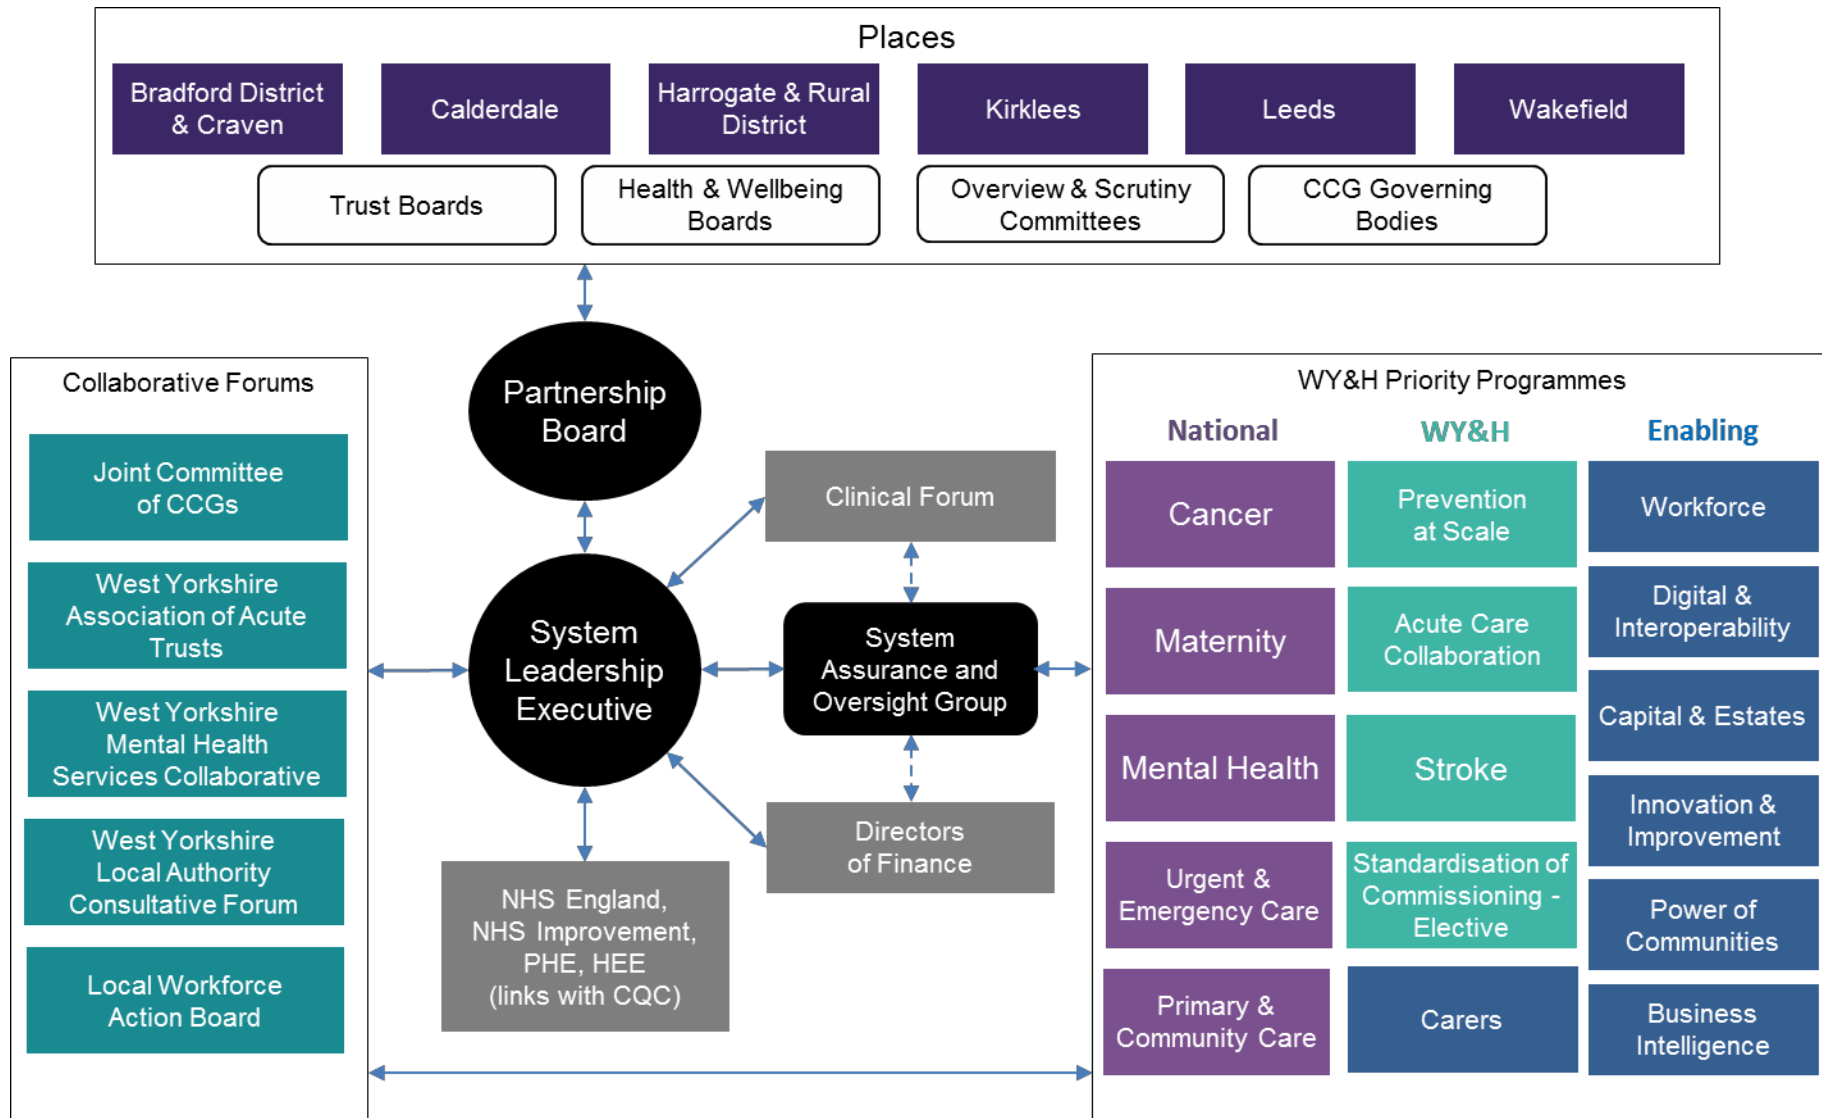 Places
Bradford District
& Craven
Calderdale
Harrogate & Rural
District
Kirklees
Leeds
Wakefield
Trust Boards
Health & Wellbeing
Boards
Overview & Scrutiny
Committees
CCG Governing
Bodies
Partnership
Board
Collaborative Forums
Joint Committee
of CCGs
West Yorkshire
Association of Acute
Trusts
West Yorkshire
Mental Health
Services Collaborative
West Yorkshire
Local Authority
Consultative Forum
Local Workforce
Action Board
System
Leadership
Executive
Clinical Forum
System
Assurance and
Oversight Group
Directors
of Finance
NHS England,
NHS Improvement,
PHE, HEE
(links with CQC)
WY&H Priority Programmes
National
Cancer
Maternity
Mental Health
Urgent &
Emergency Care
Primary &
Community Care
WY&H
Prevention
at Scale
Acute Care
Collaboration
Stroke
Standardisation of
Commissioning -
Elective
Carers
Enabling
Workforce
Digital &
Interoperability
Capital & Estates
Innovation &
Improvement
Power of
Communities
Business
Intelligence